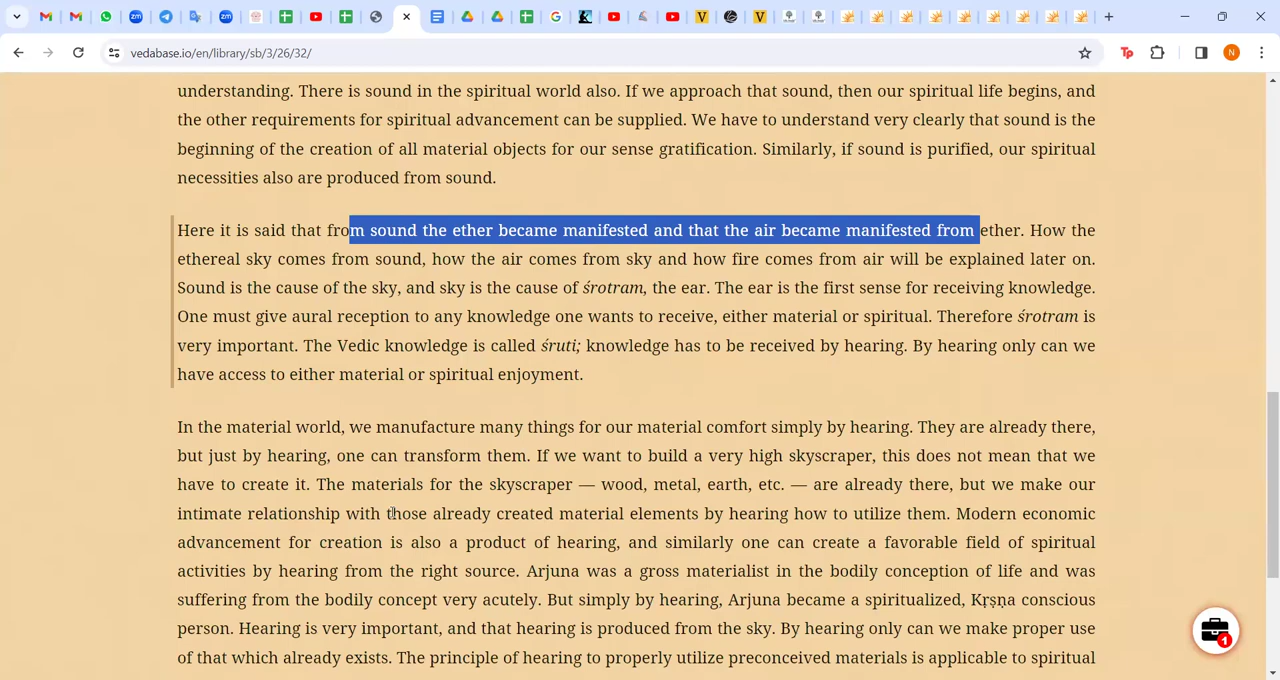 vedabase.io/en/library/sb/3/26/32/
Tp
N
understanding. There is sound in the spiritual world also. If we approach that sound, then our spiritual life begins, and
the other requirements for spiritual advancement can be supplied. We have to understand very clearly that sound is the
beginning of the creation of all material objects for our sense gratification. Similarly, if sound is purified, our spiritual
necessities also are produced from sound.
Here it is said that from sound the ether became manifested and that the air became manifested from ether. How the
ethereal sky comes from sound, how the air comes from sky and how fire comes from air will be explained later on.
Sound is the cause of the sky, and sky is the cause of śrotram, the ear. The ear is the first sense for receiving knowledge.
One must give aural reception to any knowledge one wants to receive, either material or spiritual. Therefore śrotram is
very important. The Vedic knowledge is called śruti; knowledge has to be received by hearing. By hearing only can we
have access to either material or spiritual enjoyment.
In the material world, we manufacture many things for our material comfort simply by hearing. They are already there,
but just by hearing, one can transform them. If we want to build a very high skyscraper, this does not mean that we
have to create it. The materials for the skyscraper — wood, metal, earth, etc. — are already there, but we make our
intimate relationship with those already created material elements by hearing how to utilize them. Modern economic
advancement for creation is also a product of hearing, and similarly one can create a favorable field of spiritual
activities by hearing from the right source. Arjuna was a gross materialist in the bodily conception of life and was
suffering from the bodily concept very acutely. But simply by hearing, Arjuna became a spiritualized, Kṛṣṇa conscious
person. Hearing is very important, and that hearing is produced from the sky. By hearing only can we make proper use
of that which already exists. The principle of hearing to properly utilize preconceived materials is applicable to spiritual
1